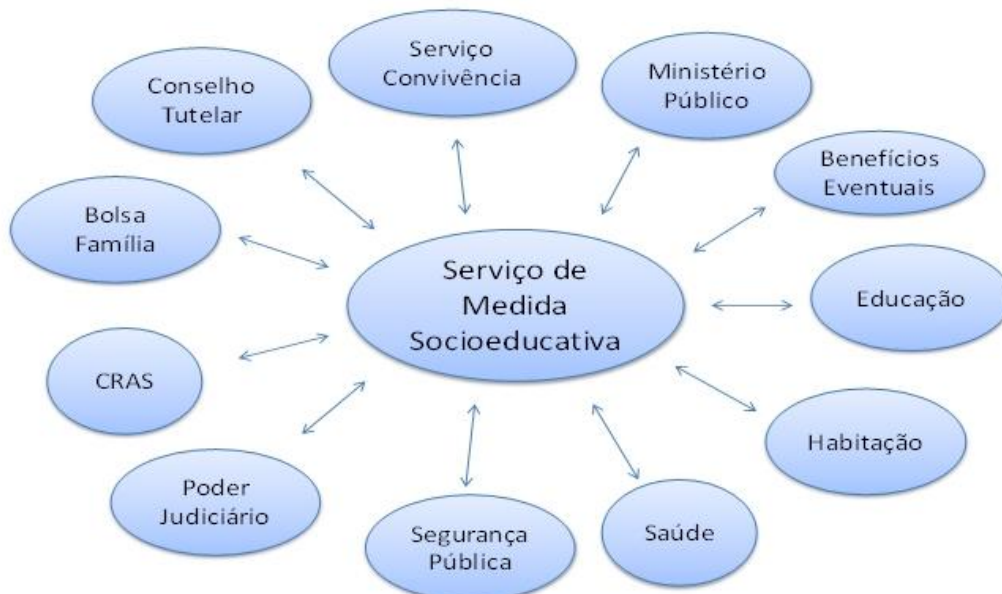 Serviço
Convivência
Ministério
Público
Conselho
Tutelar
Benefícios
Eventuais
Bolsa
Família
Serviço de
Medida
Socioeducativa
Educação
CRAS
Habitação
Poder
Judiciário
Segurança
Pública
Saúde